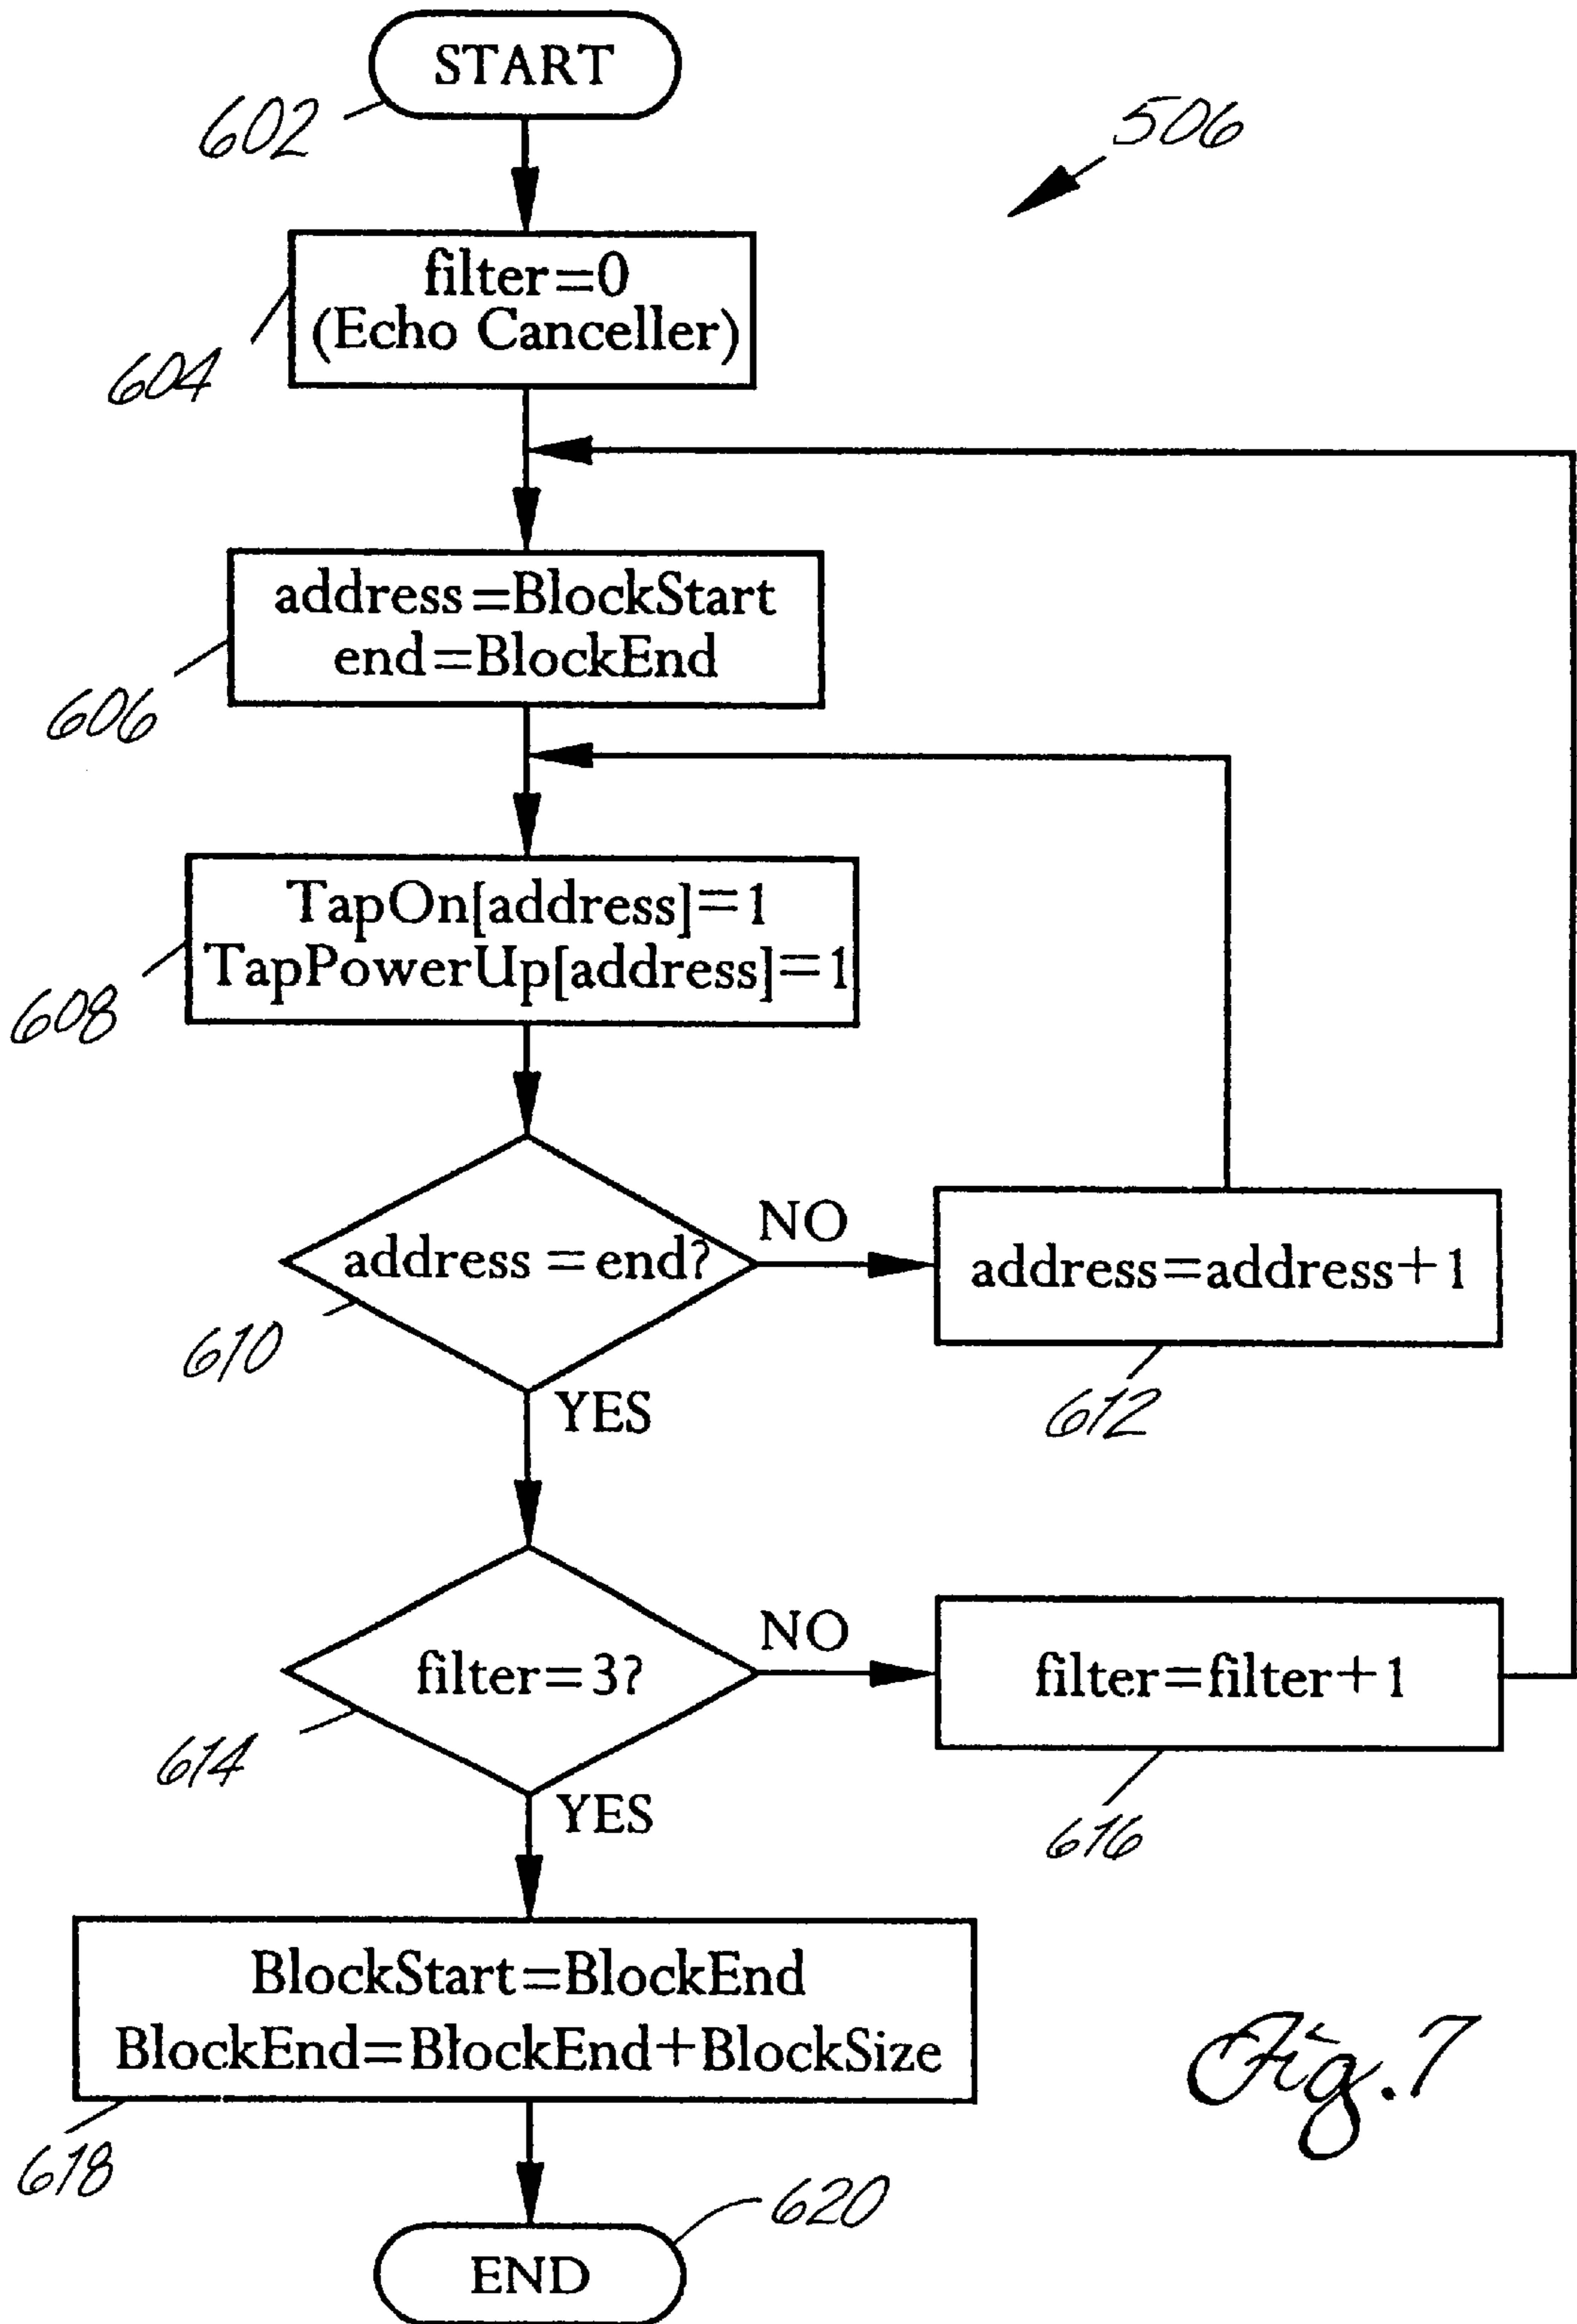 START
602
506
filter=0
(Echo Canceller)
604
address=BlockStart
end=BlockEnd
606
TapOn[address]=1
TapPowerUp[address]=1
608
address=end?
NO
address=address+1
610
612
YES
filter=3?
NO
filter=filter+1
614
616
YES
BlockStart=BlockEnd
BlockEnd=BlockEnd+BlockSize
618
Fig. 7
620
END